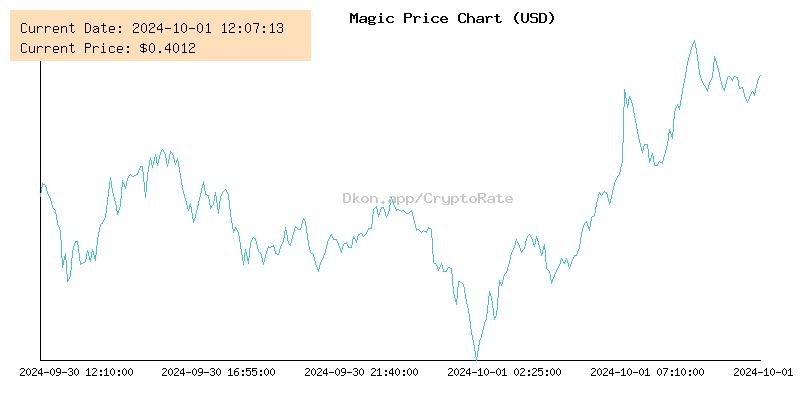 Magic Price Chart (USD)
Current Date: 2024-10-01 12:07:13
Current Price: $0.4012
Dkon.app/CryptoRate
2024-09-30 12:10:00 2024-09-30 16:55:00 2024-09-30 21:40:00 2024-10-01 02:25:00 2024-10-01 07:10:00 2024-10-01